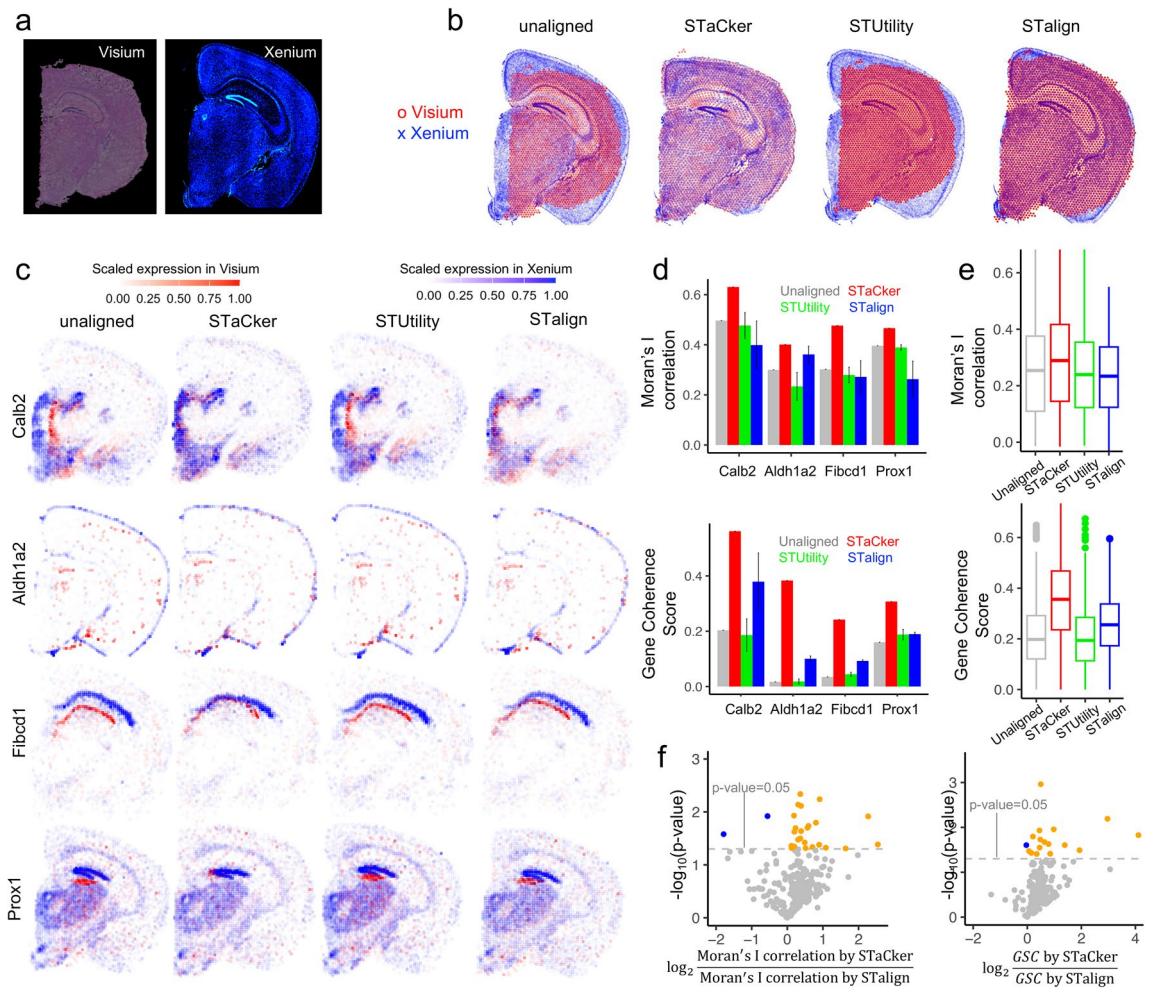 a
Visium
Xenium
b
unaligned
STaCker
STUtility
STalign
o Visium
x Xenium
c
Scaled expression in Visium
0.00 0.25 0.50 0.75 1.00
Scaled expression in Xenium
0.00 0.25 0.50 0.75 1.00
unaligned
STaCker
STUtility
STalign
Calb2
Aldh1a2
Fibcd1
Prox1
d
Moran's I
correlation
0.6
0.4
0.2
0.0
Unaligned STaCker
STUtility STalign
Calb2 Aldh1a2 Fibcd1 Prox1
Gene Coherence
Score
0.4
0.2
0.0
Unaligned STaCker
STUtility STalign
Calb2 Aldh1a2 Fibcd1 Prox1
e
Moran's I
correlation
0.6
0.4
0.2
0.0
Unaligned
STaCker
STUtility
STalign
Gene Coherence
Score
0.6
0.4
0.2
0.0
Unaligned
STaCker
STUtility
STalign
f
-log10(p-value)
3
2
1
0
p-value=0.05
−2 −1 0 1 2
log2 Moran's I correlation by STaCker
Moran's I correlation by STalign
-log10(p-value)
3
2
1
0
p-value=0.05
−2 0 2 4
log2 GSC by STaCker
GSC by STalign